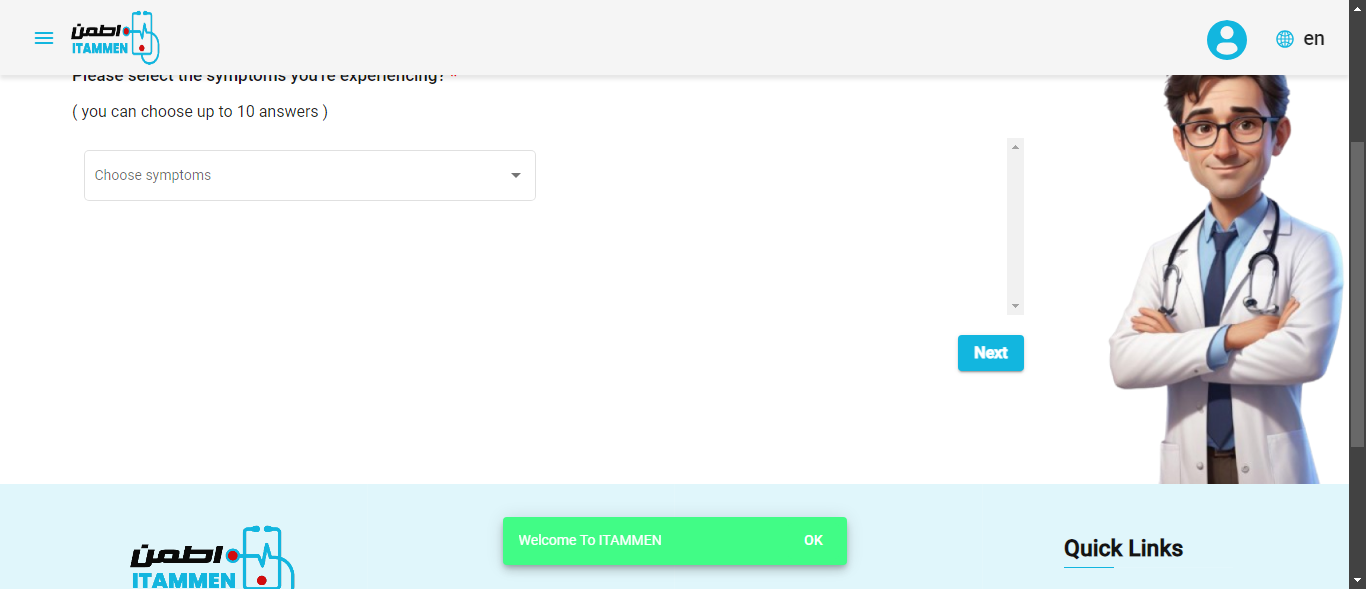 اطمن
ITAMMEN
en
Please select the symptoms you're experiencing? *
( you can choose up to 10 answers )
Choose symptoms
Next
Welcome To ITAMMEN
OK
اطمن
ITAMMEN
Quick Links